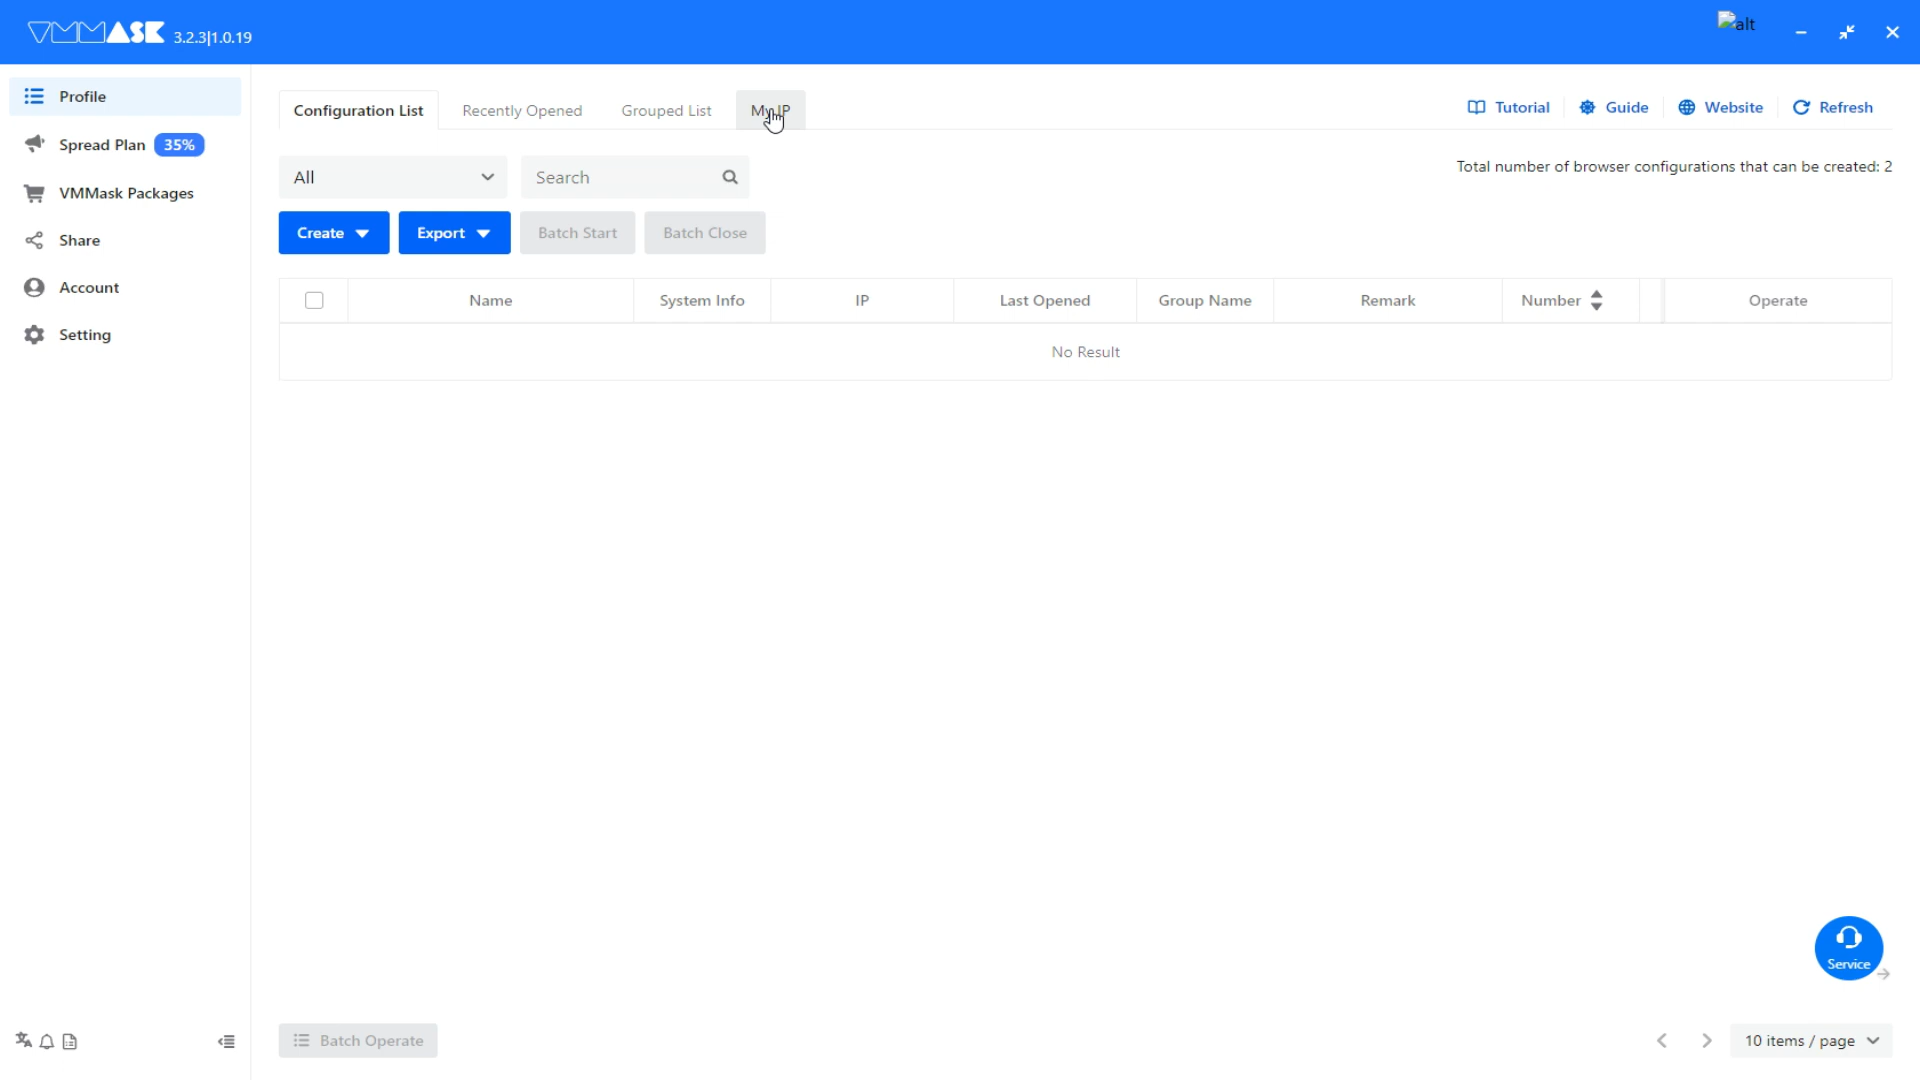 VMMASK 3.2.3|1.0.19
alt
Profile
Spread Plan 35%
VMMask Packages
Share
Account
Setting
Configuration List Recently Opened Grouped List My IP
Tutorial Guide Website Refresh
All Search
Total number of browser configurations that can be created: 2
Create Export Batch Start Batch Close
Name System Info IP Last Opened Group Name Remark Number Operate
No Result
Service
Batch Operate
10 items / page